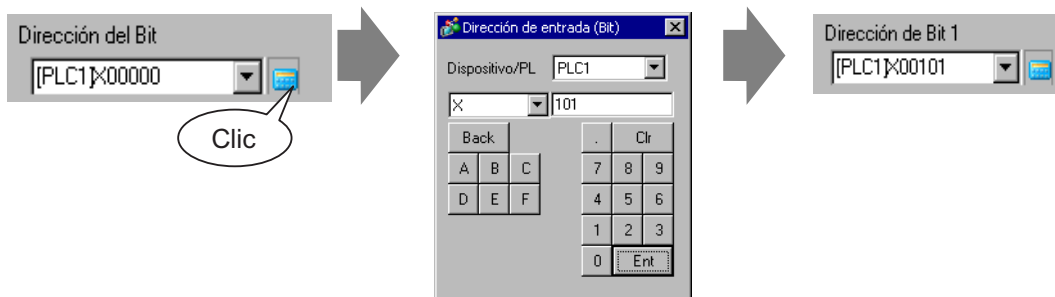 Dirección del Bit
[PLC1]X00000
Clic
Dirección de entrada (Bit)
Dispositivo/PL PLC1
X 101
Back . Clr
A B C 7 8 9
D E F 4 5 6
1 2 3
0 Ent
Dirección de Bit 1
[PLC1]X00101